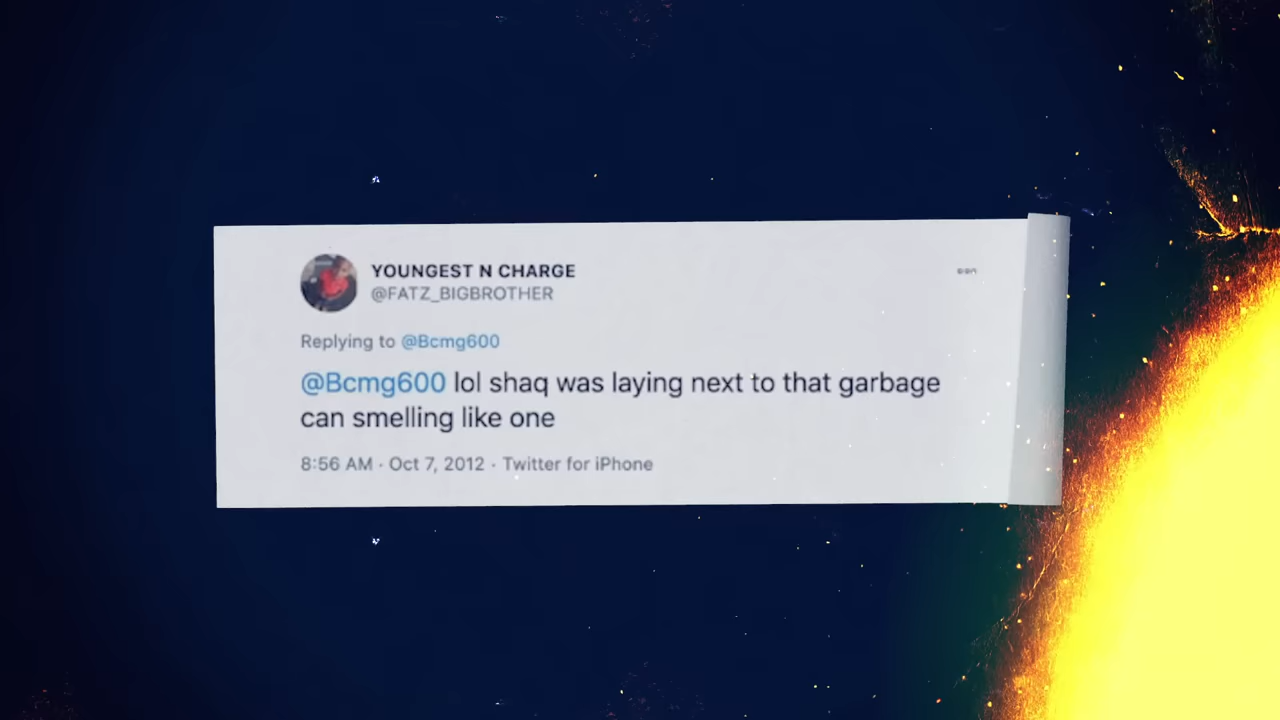 YOUNGEST N CHARGE
@FATZ_BIGBROTHER
Replying to @Bcmg600
@Bcmg600 lol shaq was laying next to that garbage
can smelling like one
8:56 AM · Oct 7, 2012 · Twitter for iPhone